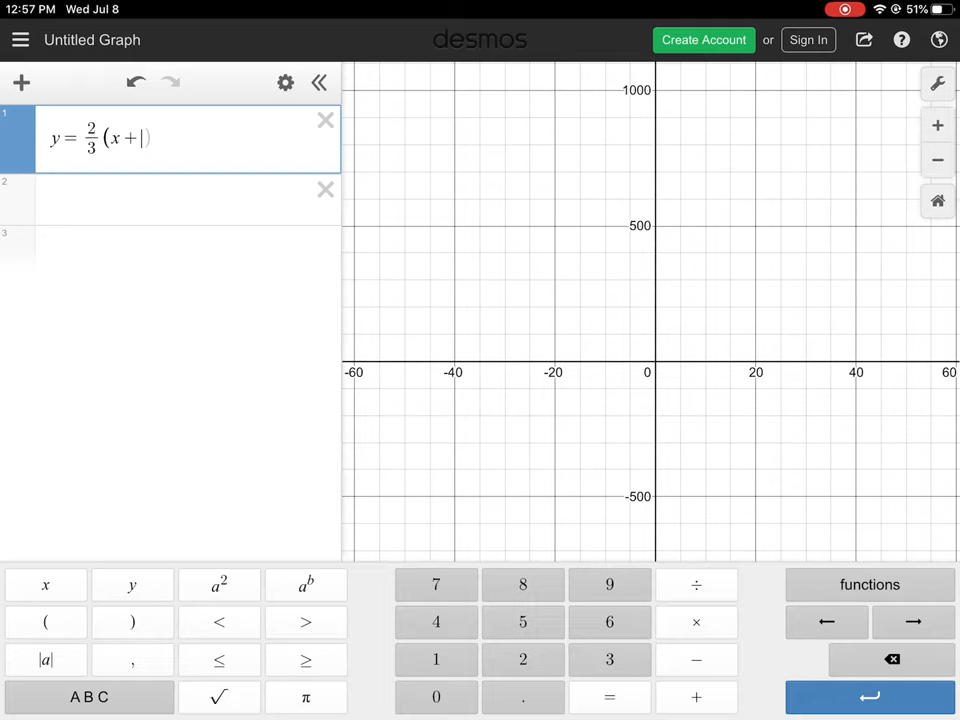 12:57 PM Wed Jul 8 51%
Untitled Graph desmos Create Account or Sign In
1
y = 2/3 (x + )
2
3
1000
500
-60 -40 -20 0 20 40 60
-500
x y a² aᵇ 7 8 9 ÷ functions
( ) < > 4 5 6 × ← →
|a| , ≤ ≥ 1 2 3 −
A B C √ π 0 . = +